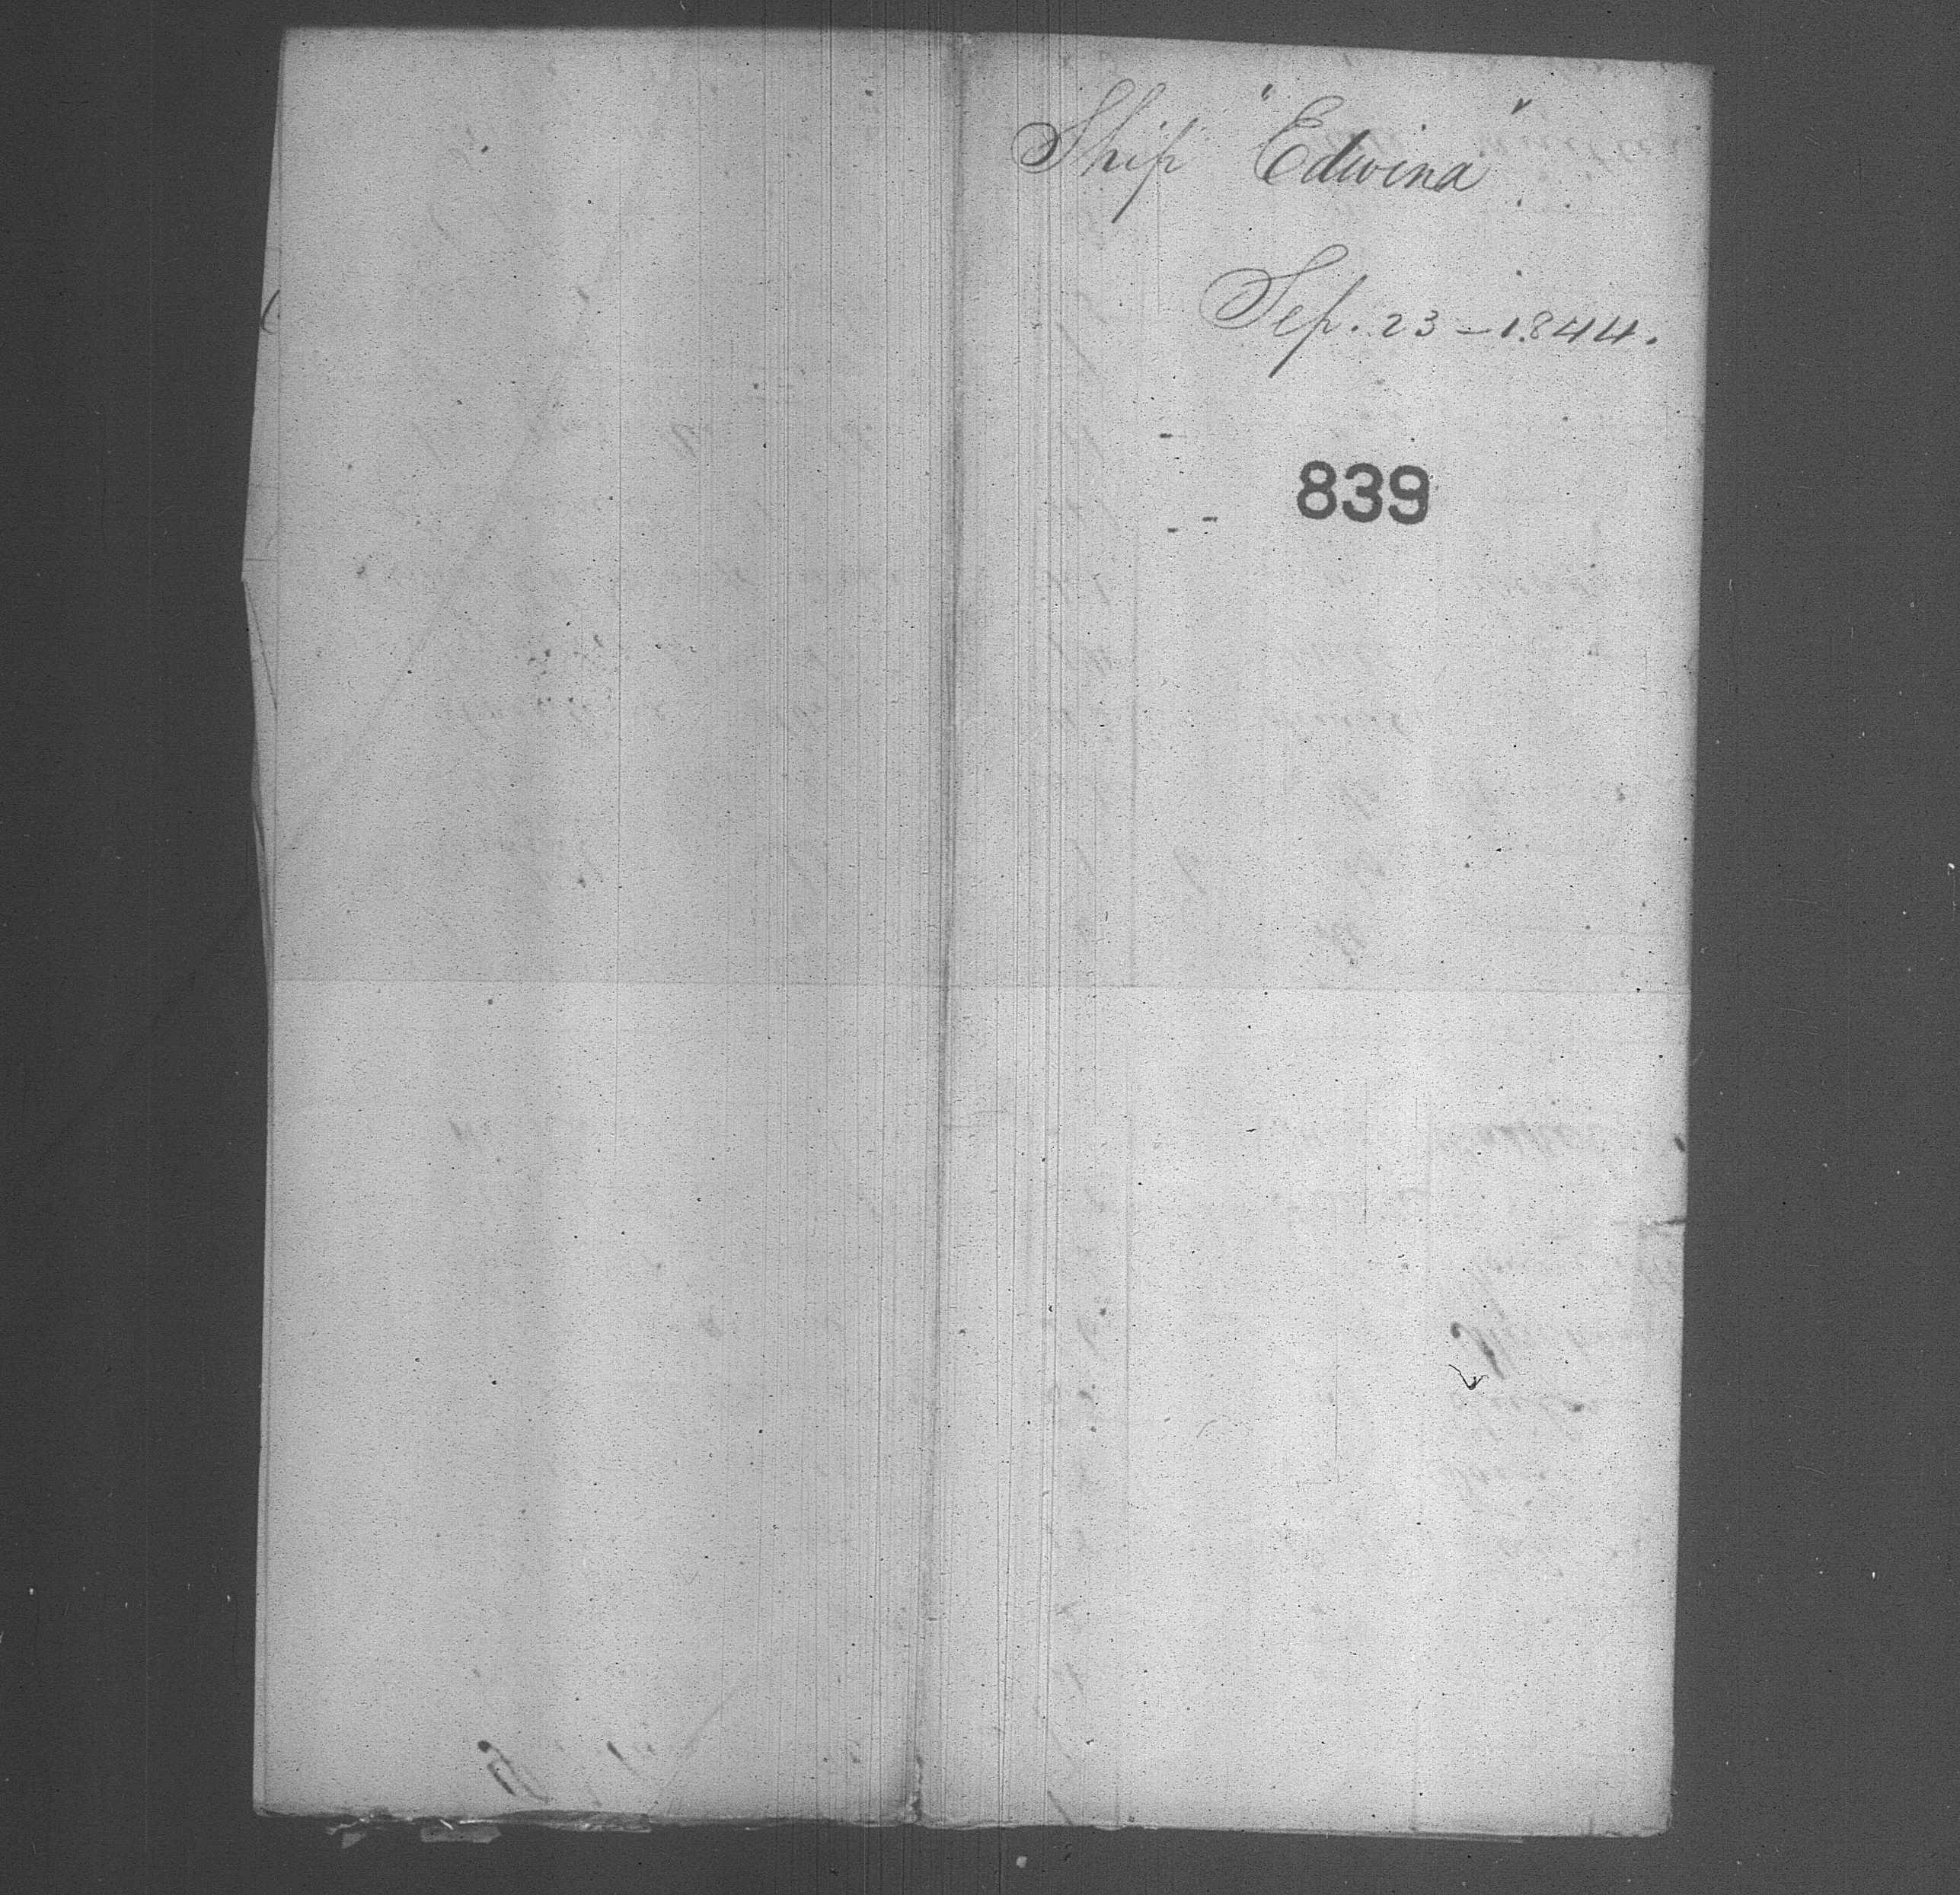 Ship "Edwina"
Sep. 23 – 1844.
839